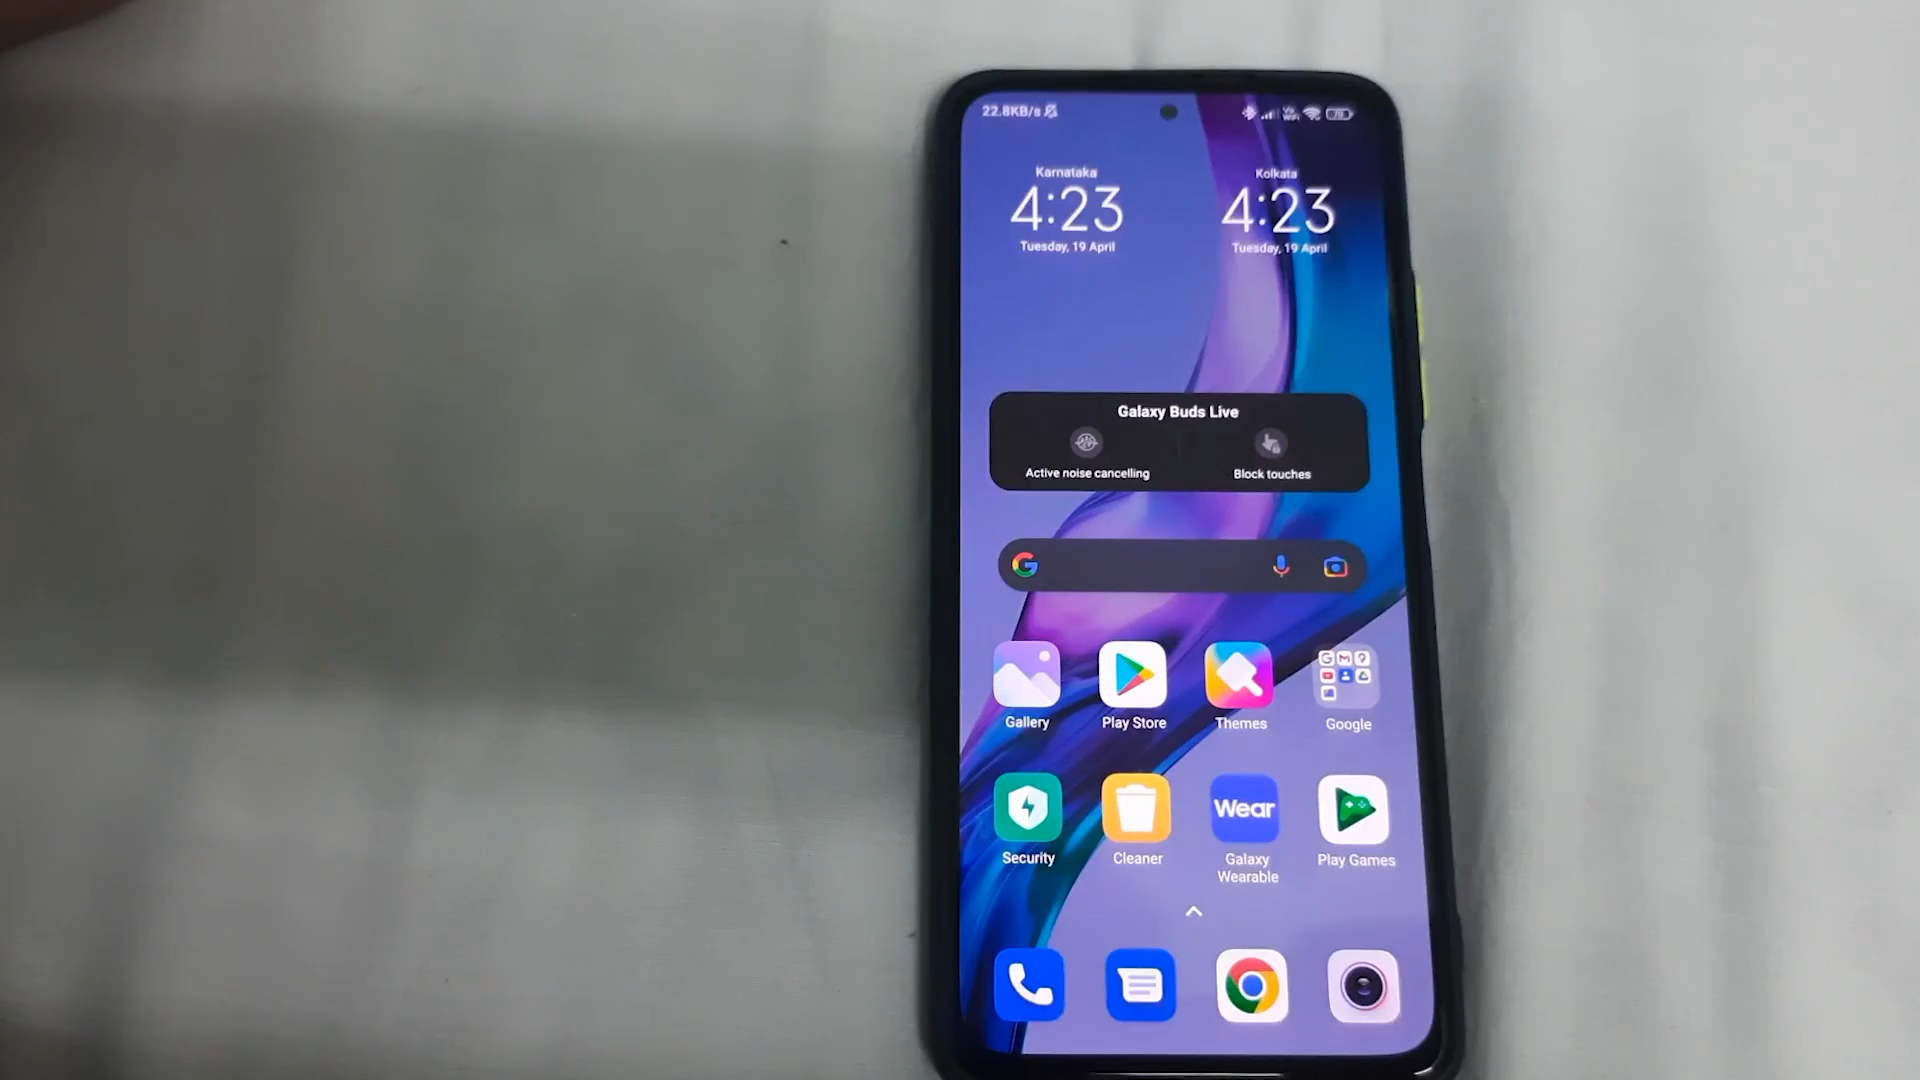 22.8KB/s
Karnataka
4:23
Tuesday, 19 April
Kolkata
4:23
Tuesday, 19 April
Galaxy Buds Live
Active noise cancelling
Block touches
Gallery
Play Store
Themes
Google
Security
Cleaner
Wear
Galaxy
Wearable
Play Games